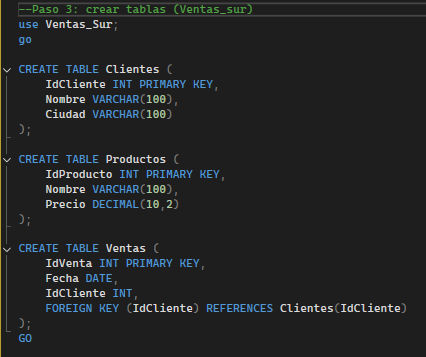 --Paso 3: crear tablas (Ventas_sur)
use Ventas_Sur;
go
CREATE TABLE Clientes (
IdCliente INT PRIMARY KEY,
Nombre VARCHAR(100),
Ciudad VARCHAR(100)
);
CREATE TABLE Productos (
IdProducto INT PRIMARY KEY,
Nombre VARCHAR(100),
Precio DECIMAL(10,2)
);
CREATE TABLE Ventas (
IdVenta INT PRIMARY KEY,
Fecha DATE,
IdCliente INT,
FOREIGN KEY (IdCliente) REFERENCES Clientes(IdCliente)
);
GO